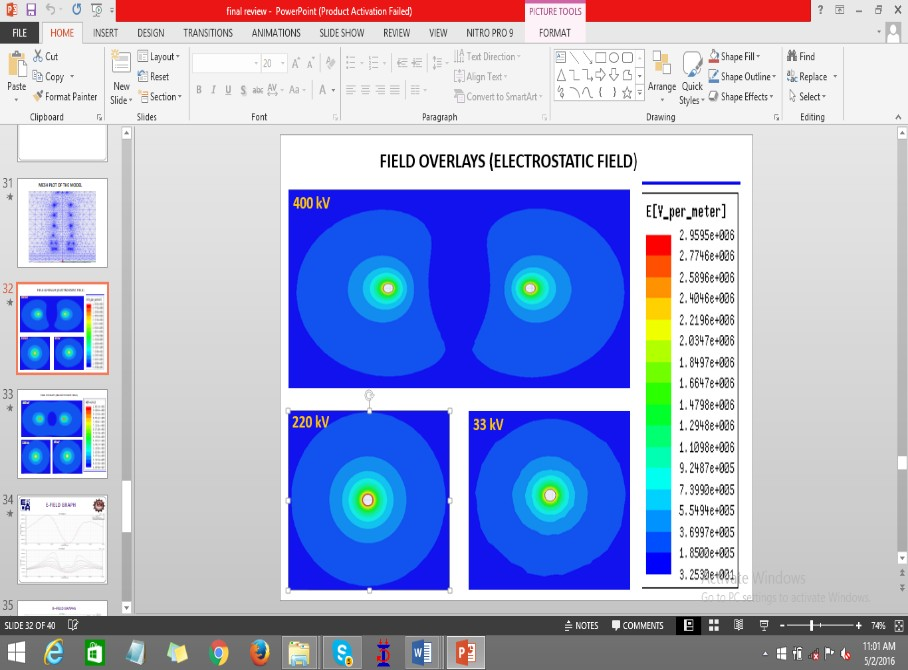 final review - PowerPoint (Product Activation Failed)
PICTURE TOOLS
FILE HOME INSERT DESIGN TRANSITIONS ANIMATIONS SLIDE SHOW REVIEW VIEW NITRO PRO 9 FORMAT
Paste
Cut
Copy
Format Painter
Clipboard
New Slide
Layout
Reset
Section
Slides
20
B I U S abc AV Aa A
Font
Text Direction
Align Text
Convert to SmartArt
Paragraph
Arrange
Quick Styles
Shape Fill
Shape Outline
Shape Effects
Drawing
Find
Replace
Select
Editing
31
MESH PLOT OF THE MODEL
32
33
34
E-FIELD GRAPH
35
FIELD OVERLAYS (ELECTROSTATIC FIELD)
400 kV
220 kV
33 kV
E[V_per_meter]
2.9595e+006
2.7746e+006
2.5896e+006
2.4046e+006
2.2196e+006
2.0347e+006
1.8497e+006
1.6647e+006
1.4798e+006
1.2948e+006
1.1098e+006
9.2487e+005
7.3990e+005
5.5494e+005
3.6997e+005
1.8500e+005
3.2530e+001
Activate Windows
Go to PC settings to activate Windows.
SLIDE 32 OF 40
NOTES
COMMENTS
74%
11:01 AM
5/2/2016